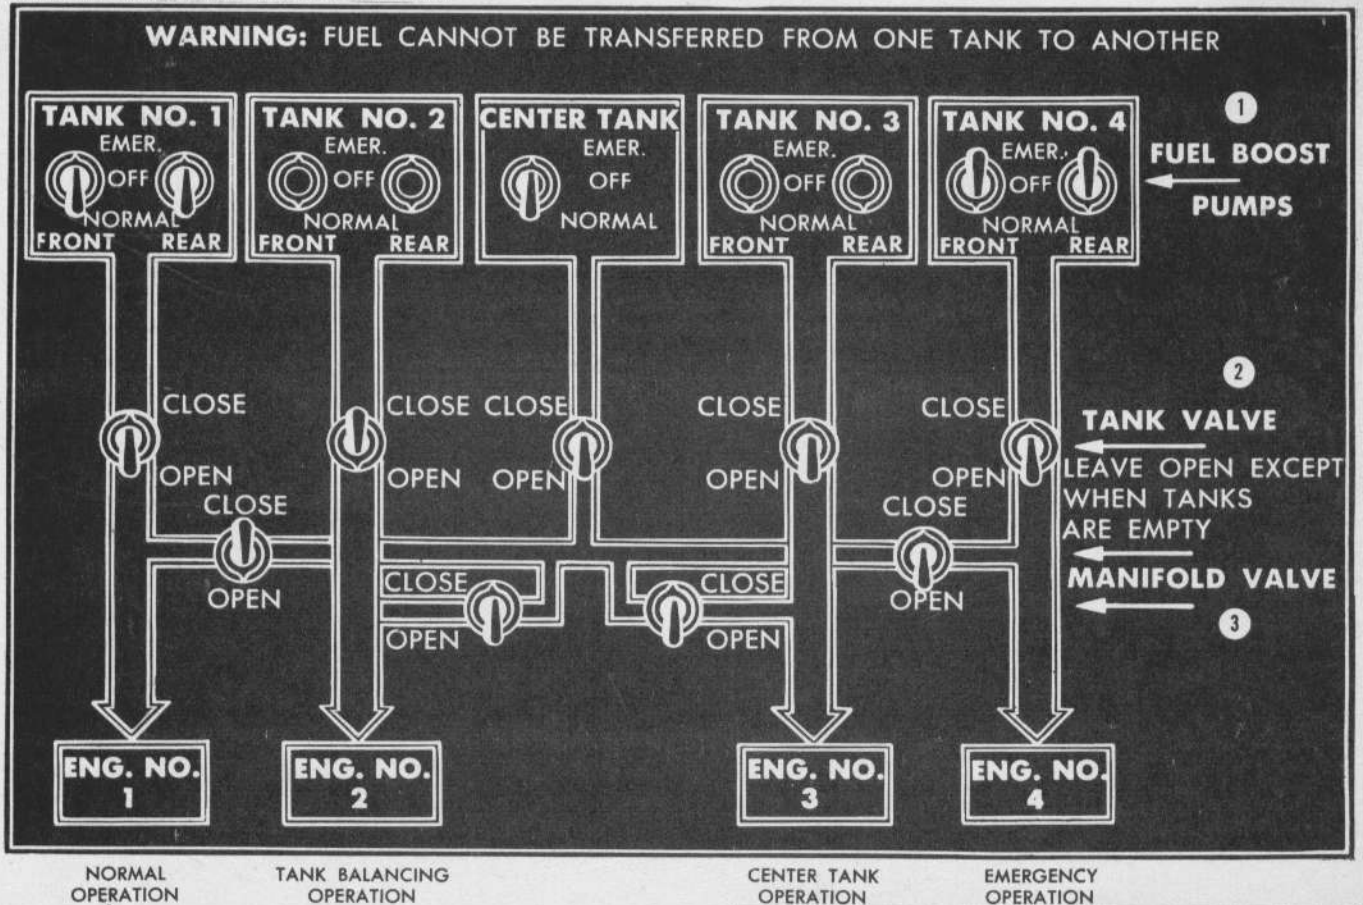 WARNING: FUEL CANNOT BE TRANSFERRED FROM ONE TANK TO ANOTHER
TANK NO. 1
EMER.
OFF
NORMAL
FRONT REAR
TANK NO. 2
EMER.
OFF
NORMAL
FRONT REAR
CENTER TANK
EMER.
OFF
NORMAL
TANK NO. 3
EMER.
OFF
NORMAL
FRONT REAR
TANK NO. 4
EMER.
OFF
NORMAL
FRONT REAR
1
FUEL BOOST
PUMPS
CLOSE
OPEN
CLOSE
OPEN
CLOSE
OPEN
CLOSE
OPEN
CLOSE
OPEN
2
TANK VALVE
LEAVE OPEN EXCEPT
WHEN TANKS
ARE EMPTY
CLOSE
OPEN
CLOSE
OPEN
CLOSE
OPEN
CLOSE
OPEN
MANIFOLD VALVE
3
ENG. NO.
1
ENG. NO.
2
ENG. NO.
3
ENG. NO.
4
NORMAL
OPERATION
TANK BALANCING
OPERATION
CENTER TANK
OPERATION
EMERGENCY
OPERATION